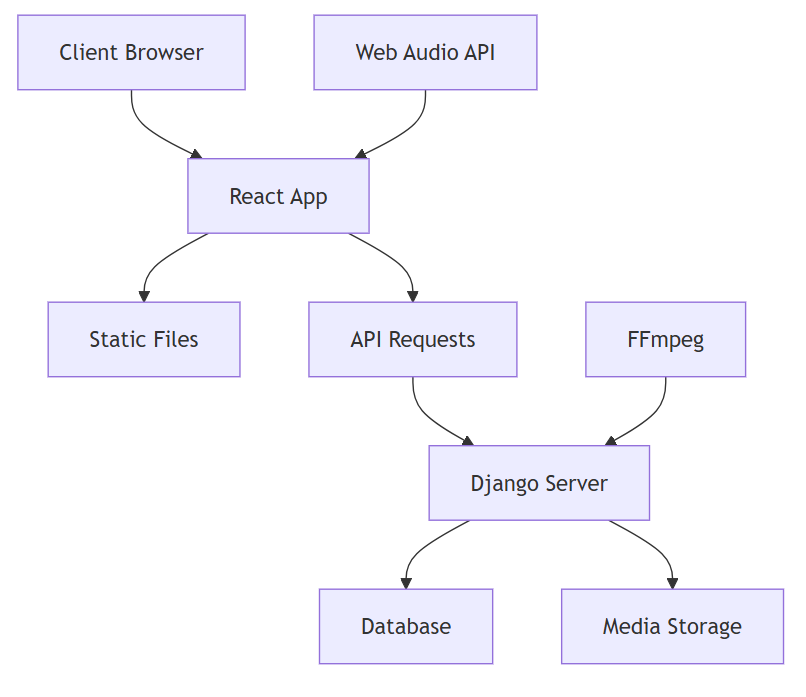 Client Browser
Web Audio API
React App
Static Files
API Requests
FFmpeg
Django Server
Database
Media Storage